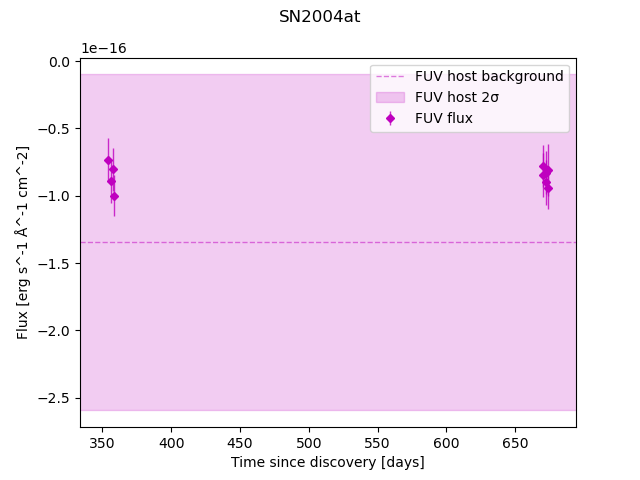 SN2004at
1e−16
FUV host background
FUV host 2σ
FUV flux
0.0
−0.5
−1.0
−1.5
−2.0
−2.5
Flux [erg s^-1 Å^-1 cm^-2]
350 400 450 500 550 600 650
Time since discovery [days]